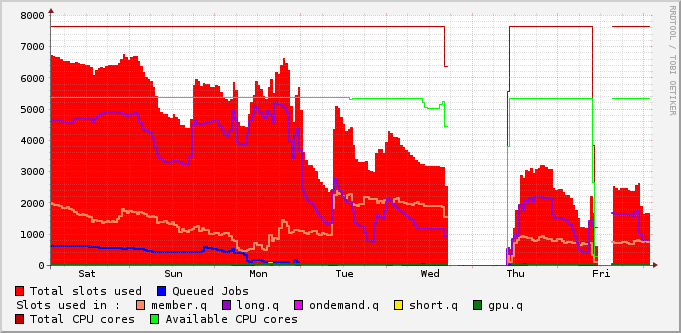 8000
7000
6000
5000
4000
3000
2000
1000
0
Sat Sun Mon Tue Wed Thu Fri
RRDTOOL / TOBI OETIKER
Total slots used Queued Jobs
Slots used in : member.q long.q ondemand.q short.q gpu.q
Total CPU cores Available CPU cores